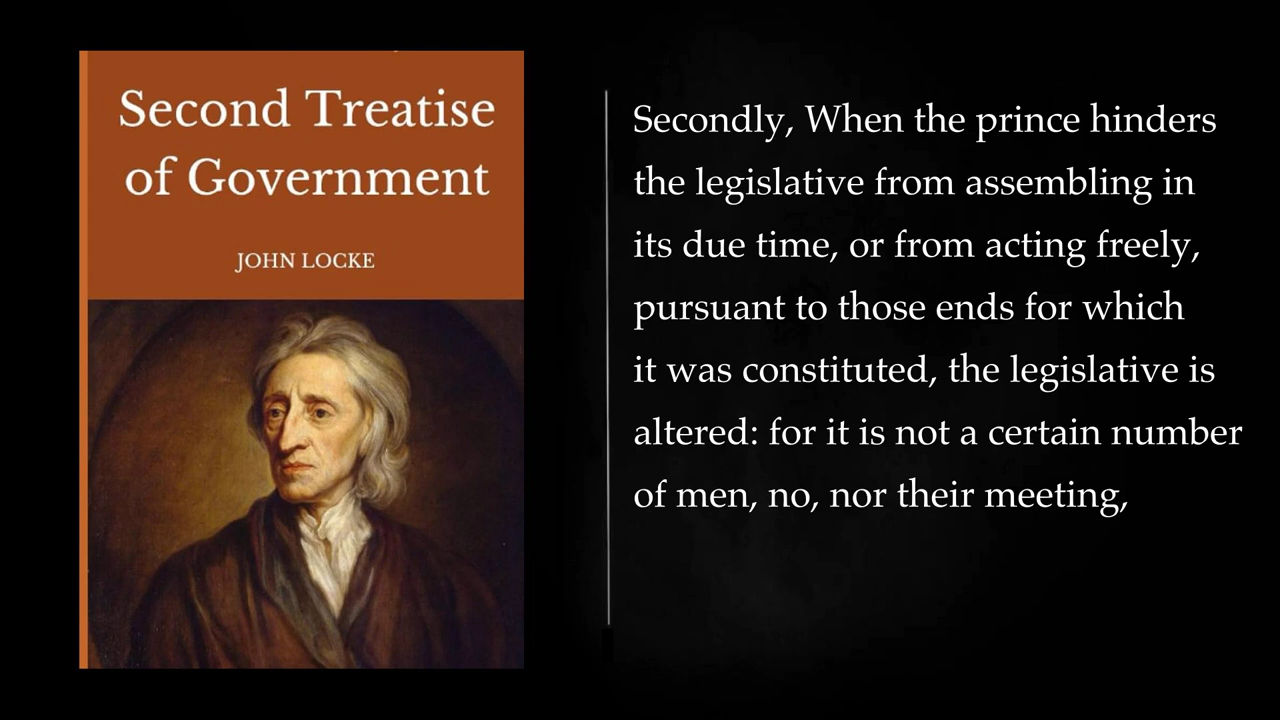 Second Treatise
of Government
JOHN LOCKE
Secondly, When the prince hinders
the legislative from assembling in
its due time, or from acting freely,
pursuant to those ends for which
it was constituted, the legislative is
altered: for it is not a certain number
of men, no, nor their meeting,